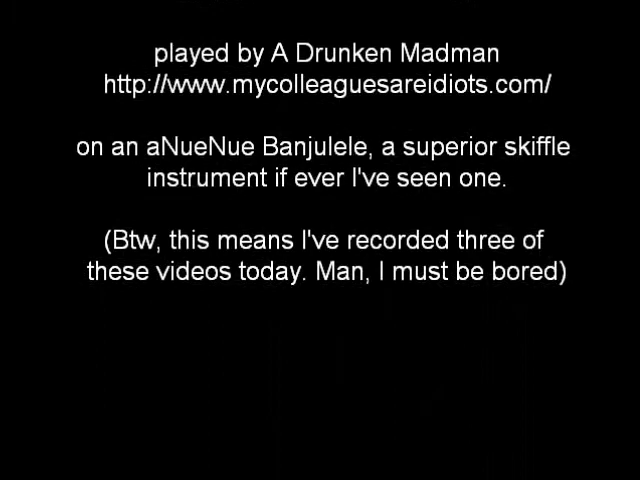 played by A Drunken Madman
http://www.mycolleaguesareidiots.com/
on an aNueNue Banjulele, a superior skiffle
instrument if ever I've seen one.
(Btw, this means I've recorded three of
these videos today. Man, I must be bored)